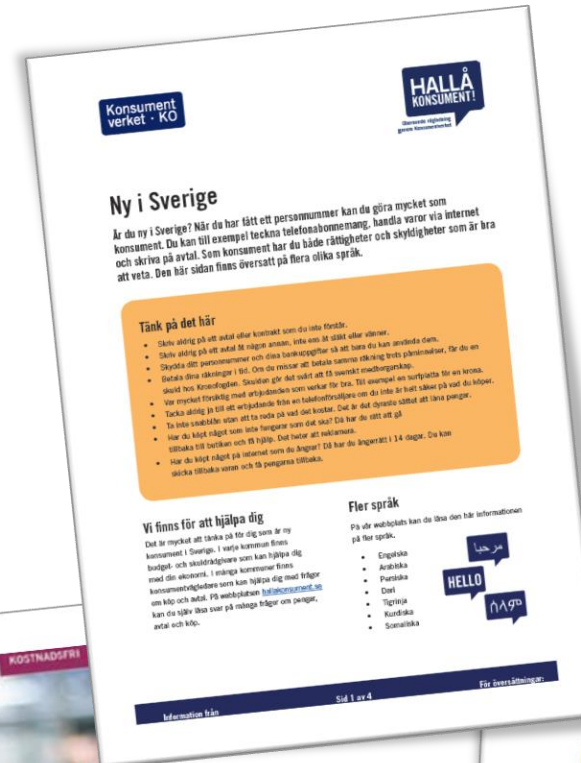 Konsument
verket · KO
HALLÅ
KONSUMENT!
Oberoende vägledning
genom Konsumentverket
Ny i Sverige
Är du ny i Sverige? När du har fått ett personnummer kan du göra mycket som
konsument. Du kan till exempel teckna telefonabonnemang, handla varor via internet
och skriva på avtal. Som konsument har du både rättigheter och skyldigheter som är bra
att veta. Den här sidan finns översatt på flera olika språk.
Tänk på det här
• Skriv aldrig på ett avtal eller kontrakt som du inte förstår.
• Skriv aldrig på ett avtal åt någon annan, inte ens åt släkt eller vänner.
• Skydda ditt personnummer och dina bankuppgifter så att bara du kan använda dem.
• Betala dina räkningar i tid. Om du missar att betala samma räkning trots påminnelser, får du en
skuld hos Kronofogden. Skulden gör det svårt att få svenskt medborgarskap.
• Var mycket försiktig med erbjudanden som verkar för bra. Till exempel en surfplatta för en krona.
• Tacka aldrig ja till ett erbjudande från en telefonförsäljare om du inte är helt säker på vad du köper.
• Ta inte snabblån utan att ta reda på vad det kostar. Det är det dyraste sättet att låna pengar.
• Har du köpt något som inte fungerar som det ska? Då har du rätt att gå
tillbaka till butiken och få hjälp. Det heter att reklamera.
• Har du köpt något på internet som du ångrar? Då har du ångerrätt i 14 dagar. Du kan
skicka tillbaka varan och få pengarna tillbaka.
Vi finns för att hjälpa dig
Det är mycket att tänka på för dig som är ny
konsument i Sverige. I varje kommun finns
budget- och skuldrådgivare som kan hjälpa dig
med din ekonomi. I många kommuner finns
konsumentvägledare som kan hjälpa dig med frågor
om köp och avtal. På webbplatsen hallakonsument.se
kan du själv läsa svar på många frågor om pengar,
avtal och köp.
Fler språk
På vår webbplats kan du läsa den här informationen
på fler språk.
• Engelska
• Arabiska
• Persiska
• Dari
• Tigrinja
• Kurdiska
• Somaliska
مرحبا
HELLO
ሰላም
Information från
Sid 1 av 4
För översättningar:
KOSTNADSFRI